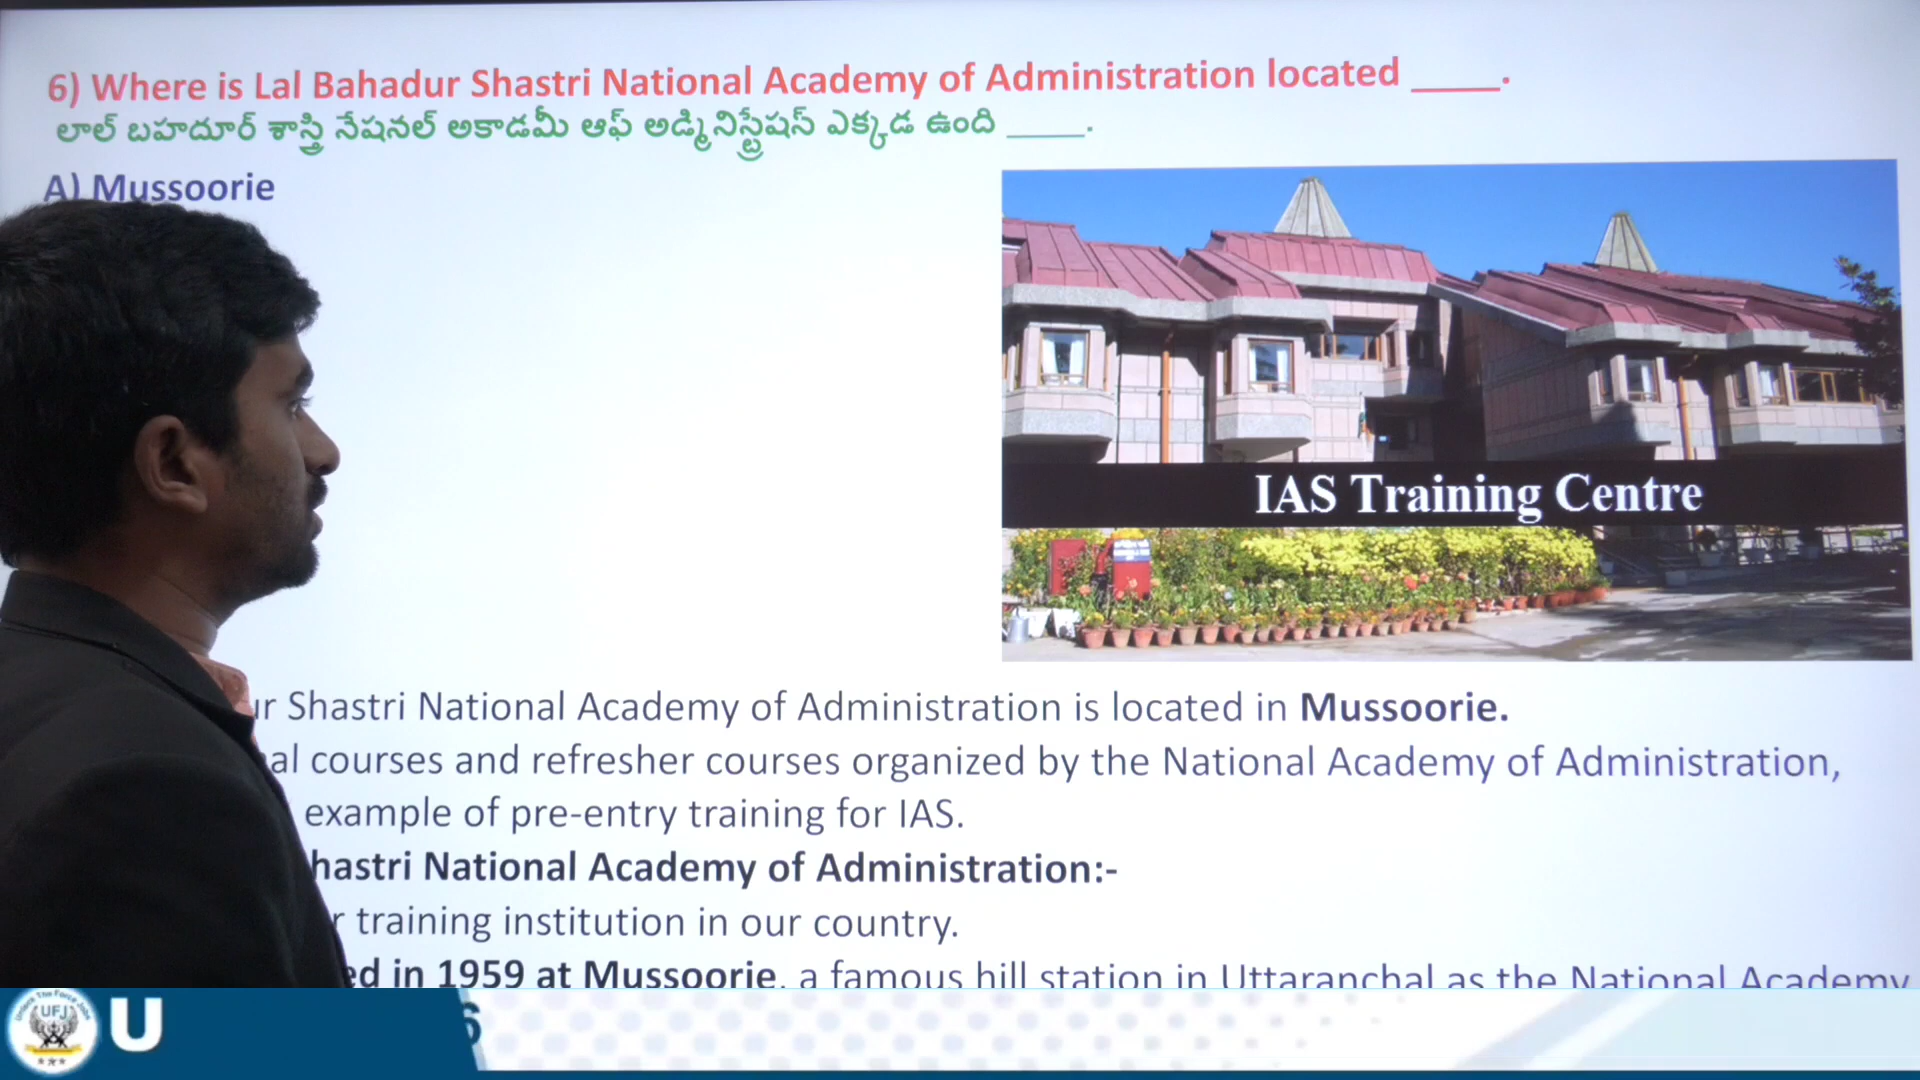 6) Where is Lal Bahadur Shastri National Academy of Administration located ____.
లాల్ బహదూర్ శాస్త్రి నేషనల్ అకాడమీ ఆఫ్ అడ్మినిస్ట్రేషన్ ఎక్కడ ఉంది ____.
A) Mussoorie
IAS Training Centre
Shastri National Academy of Administration is located in Mussoorie.
courses and refresher courses organized by the National Academy of Administration,
example of pre-entry training for IAS.
hastri National Academy of Administration:-
training institution in our country.
ed in 1959 at Mussoorie, a famous hill station in Uttaranchal as the National Academy
UFJ
U
6